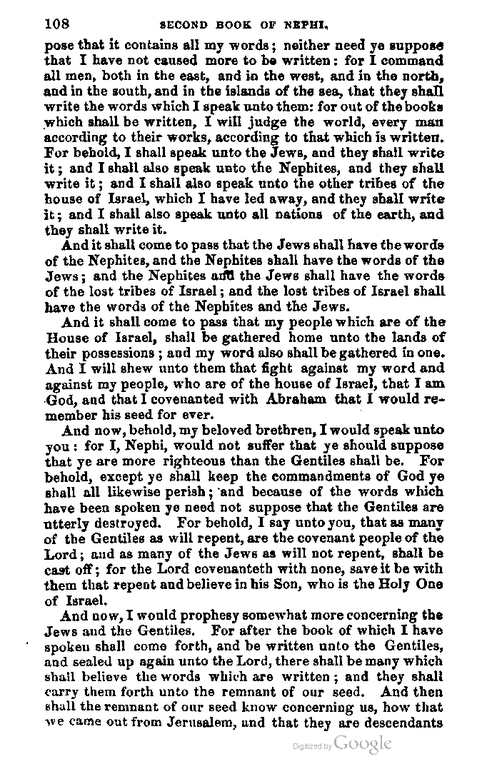 108 SECOND BOOK OF NEPHI.
pose that it contains all my words; neither need ye suppose
that I have not caused more to be written: for I command
all men, both in the east, and in the west, and in the north,
and in the south, and in the islands of the sea, that they shall
write the words which I speak unto them: for out of the books
which shall be written, I will judge the world, every man
according to their works, according to that which is written.
For behold, I shall speak unto the Jews, and they shall write
it; and I shall also speak unto the Nephites, and they shall
write it; and I shall also speak unto the other tribes of the
house of Israel, which I have led away, and they shall write
it; and I shall also speak unto all nations of the earth, and
they shall write it.
And it shall come to pass that the Jews shall have the words
of the Nephites, and the Nephites shall have the words of the
Jews; and the Nephites and the Jews shall have the words
of the lost tribes of Israel; and the lost tribes of Israel shall
have the words of the Nephites and the Jews.
And it shall come to pass that my people which are of the
House of Israel, shall be gathered home unto the lands of
their possessions; and my word also shall be gathered in one.
And I will shew unto them that fight against my word and
against my people, who are of the house of Israel, that I am
God, and that I covenanted with Abraham that I would re-
member his seed for ever.
And now, behold, my beloved brethren, I would speak unto
you: for I, Nephi, would not suffer that ye should suppose
that ye are more righteous than the Gentiles shall be. For
behold, except ye shall keep the commandments of God ye
shall all likewise perish; and because of the words which
have been spoken ye need not suppose that the Gentiles are
utterly destroyed. For behold, I say unto you, that as many
of the Gentiles as will repent, are the covenant people of the
Lord; and as many of the Jews as will not repent, shall be
cast off; for the Lord covenanteth with none, save it be with
them that repent and believe in his Son, who is the Holy One
of Israel.
And now, I would prophesy somewhat more concerning the
Jews and the Gentiles. For after the book of which I have
spoken shall come forth, and be written unto the Gentiles,
and sealed up again unto the Lord, there shall be many which
shall believe the words which are written; and they shall
carry them forth unto the remnant of our seed. And then
shall the remnant of our seed know concerning us, how that
we came out from Jerusalem, and that they are descendants
Digitized by Google